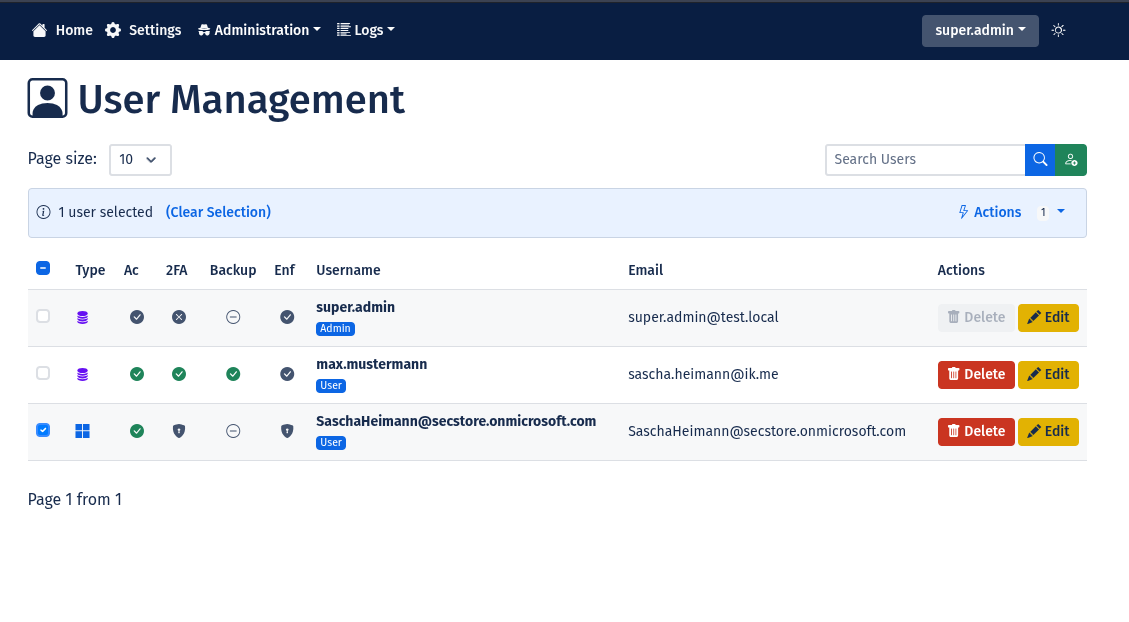 Home Settings Administration Logs super.admin
User Management
Page size: 10 Search Users
1 user selected (Clear Selection) Actions 1
Type Ac 2FA Backup Enf Username Email Actions
super.admin
Admin
super.admin@test.local Delete Edit
max.mustermann
User
sascha.heimann@ik.me Delete Edit
SaschaHeimann@secstore.onmicrosoft.com
User
SaschaHeimann@secstore.onmicrosoft.com Delete Edit
Page 1 from 1